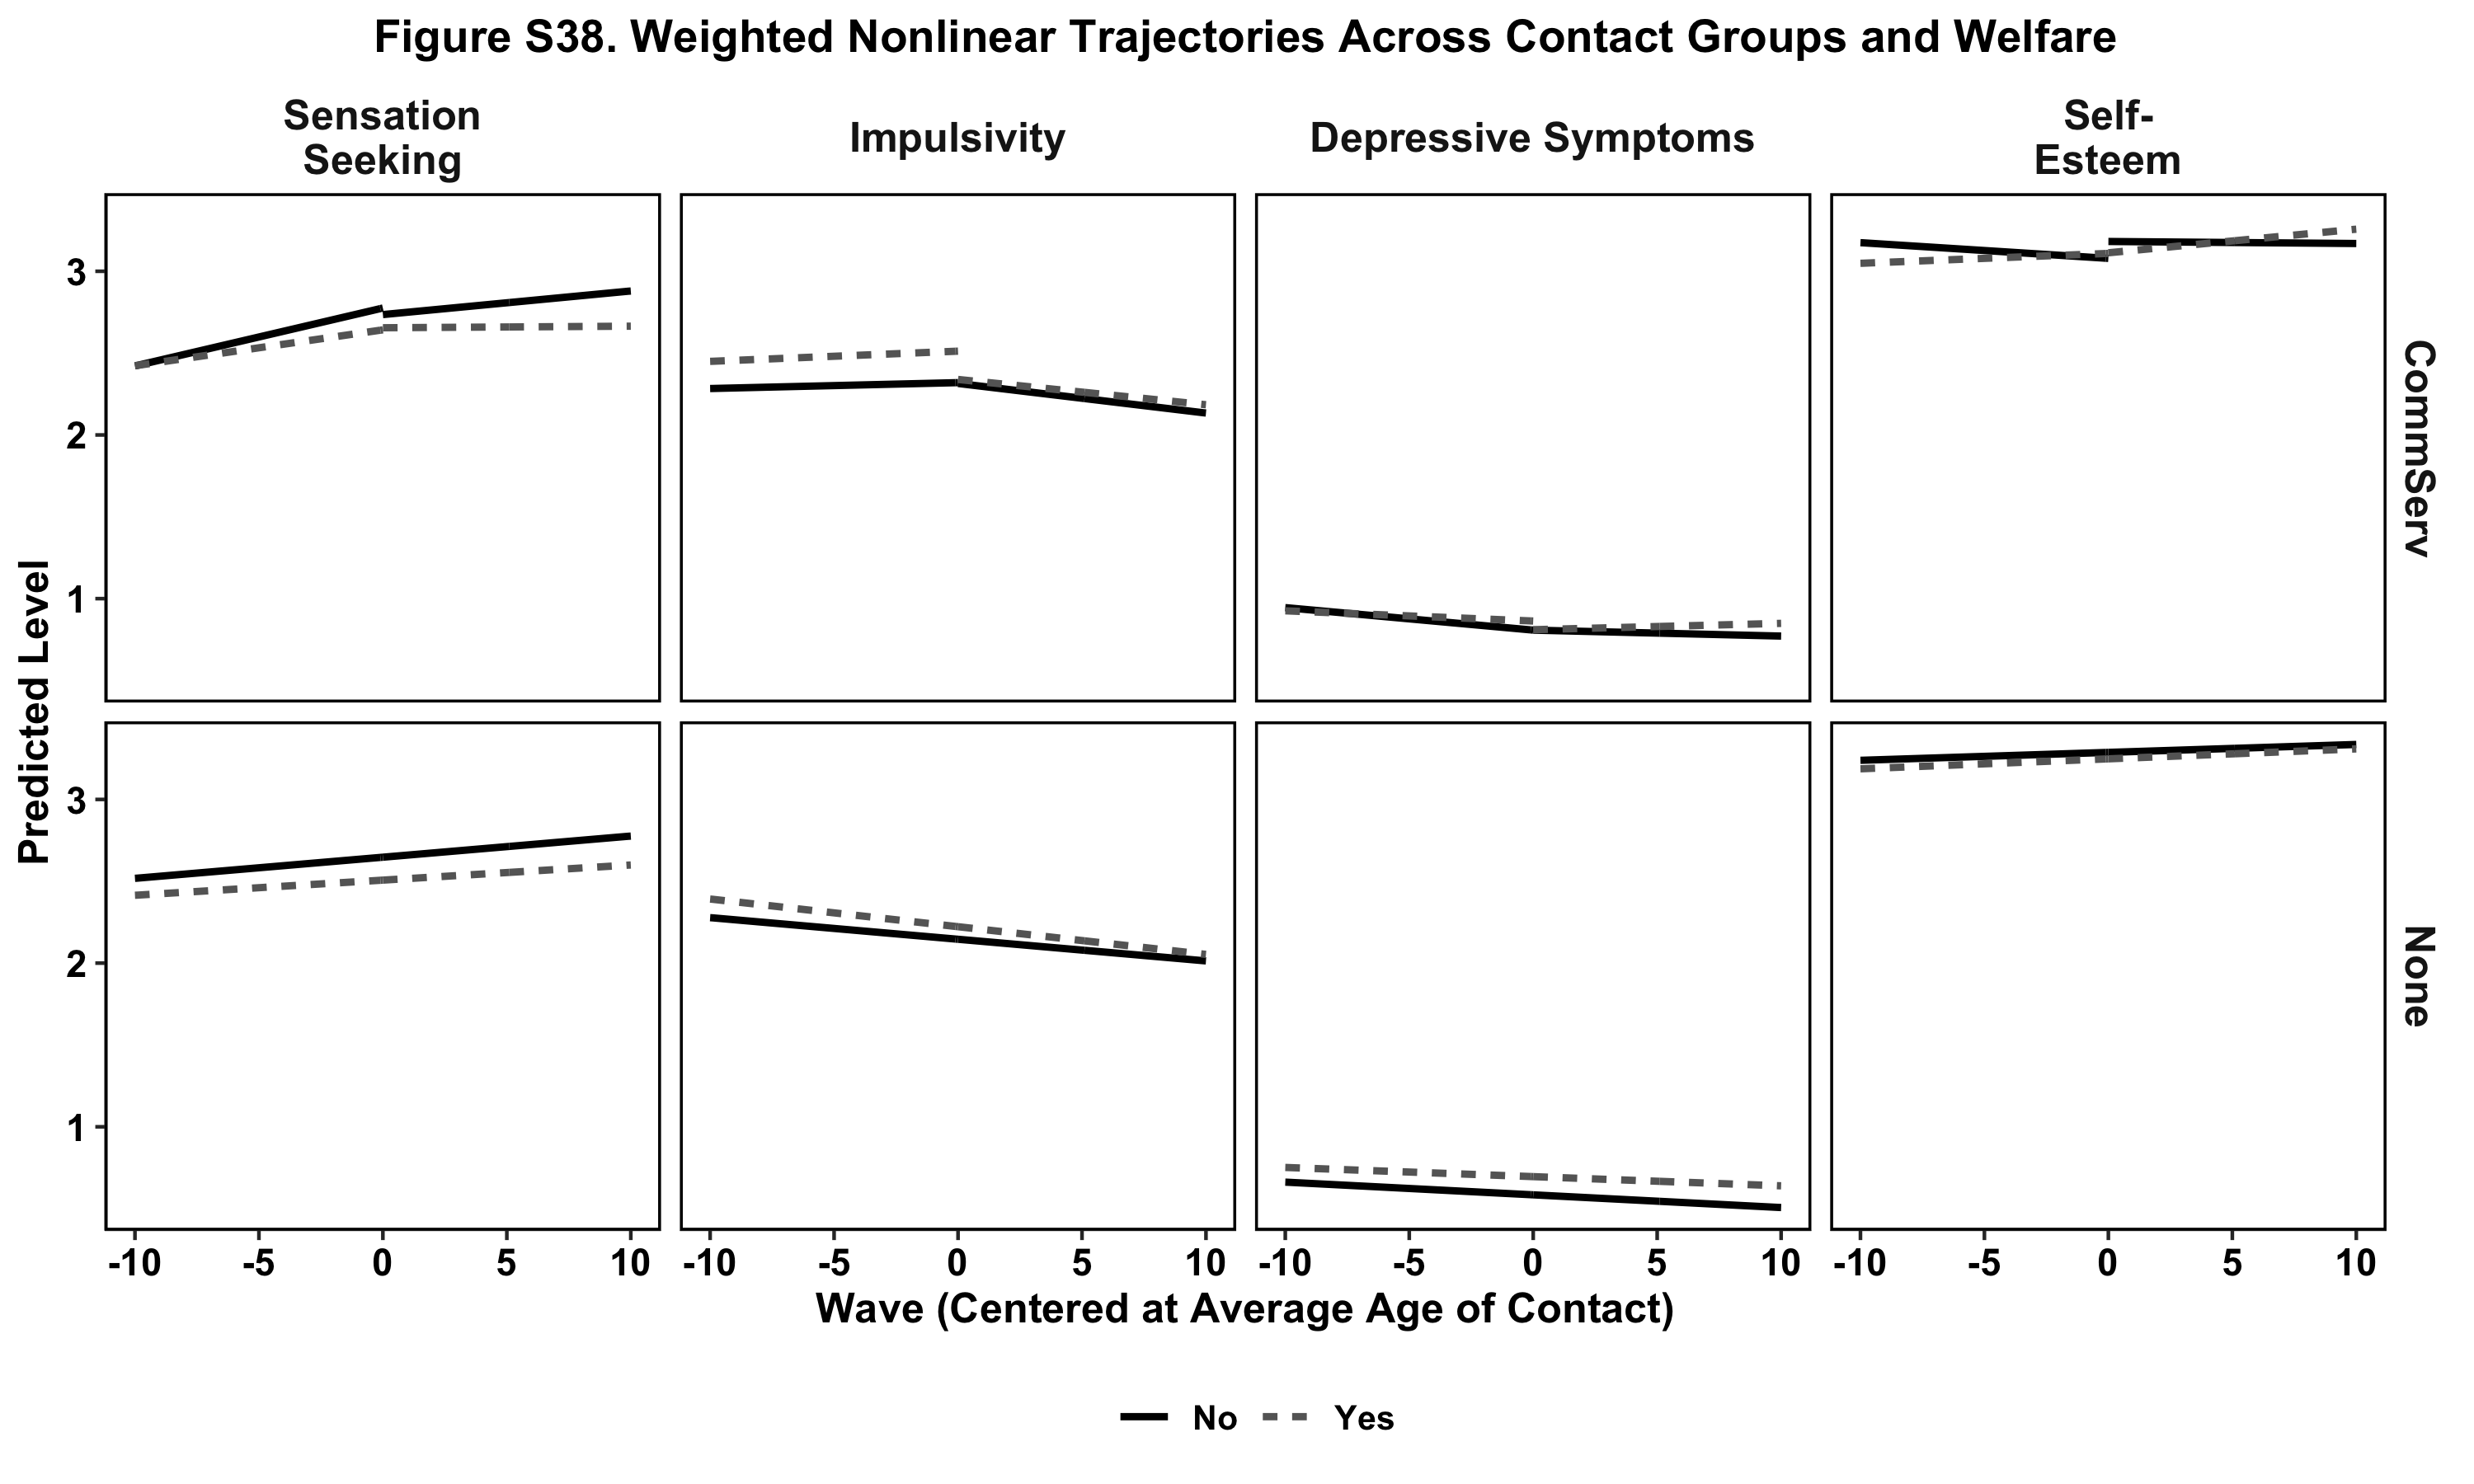 Figure S38. Weighted Nonlinear Trajectories Across Contact Groups and Welfare
Sensation
Seeking
Impulsivity
Depressive Symptoms
Self-
Esteem
Predicted Level
3
2
1
CommServ
3
2
1
None
-10 -5 0 5 10 -10 -5 0 5 10 -10 -5 0 5 10 -10 -5 0 5 10
Wave (Centered at Average Age of Contact)
No Yes